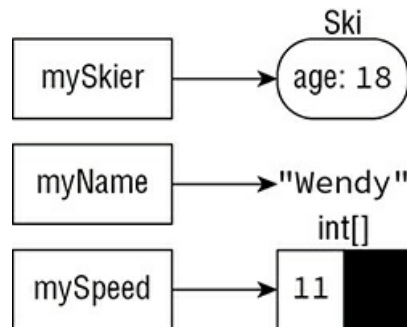 Ski
mySkier
age: 18
myName
"Wendy"
int[]
mySpeed
11